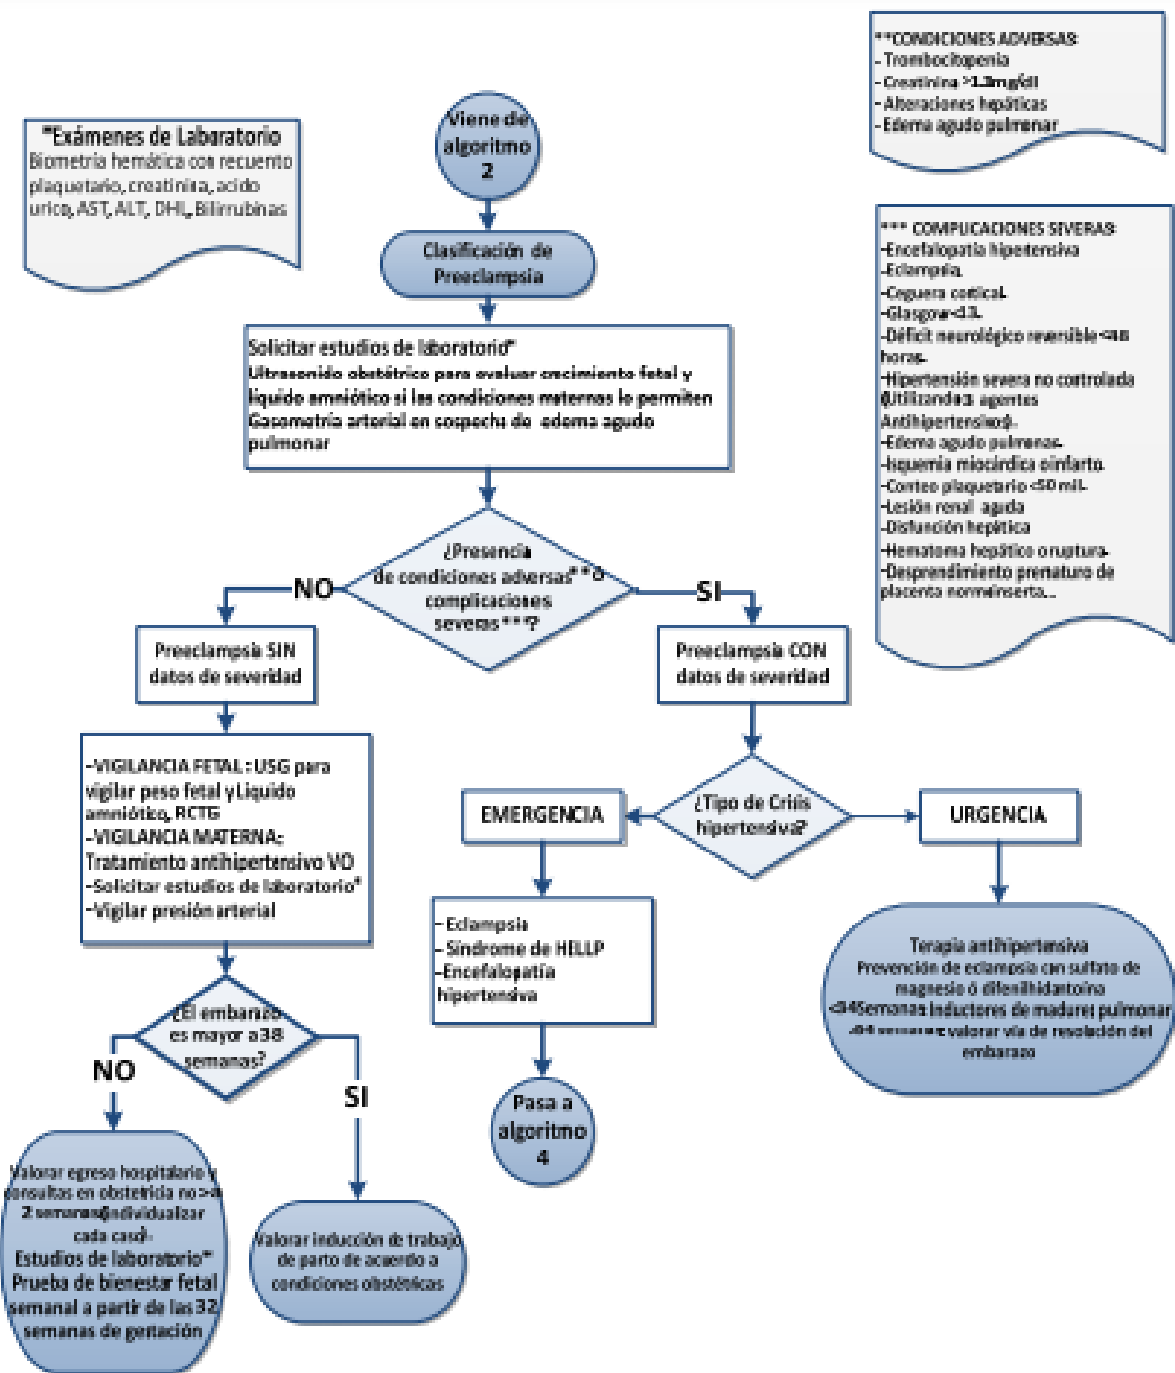 **CONDICIONES ADVERSAS:
- Trombocitopenia
- Creatinina >1.3mg/dl
- Alteraciones hepáticas
- Edema agudo pulmonar
*Exámenes de Laboratorio
Biometria hemática con recuento
plaquetario, creatinina, acido
urico, AST, ALT, DHL, Bilirrubinas
Viene de
algoritmo
2
*** COMPLICACIONES SEVERAS:
-Encefalopatia hipertensiva
-Eclampsia.
-Ceguera cortical.
-Glasgow <13.
-Déficit neurológico reversible <48
horas.
-Hipertensión severa no controlada
(Utilizando 3 agentes
Antihipertensivos).
-Edema agudo pulmonar.
-Isquemia miocárdica o infarto.
-Conteo plaquetario <50 mil.
-Lesión renal aguda
-Disfunción hepática
-Hematoma hepático o ruptura.
-Desprendimiento prematuro de
placenta normoinserta...
Clasificación de
Preeclampsia
Solicitar estudios de laboratorio*
Ultrasonido obstétrico para evaluar crecimiento fetal y
liquido amniótico si las condiciones maternas lo permiten
Gasometría arterial en sospecha de edema agudo
pulmonar
¿Presencia
de condiciones adversas** ó
complicaciones
severas***?
NO
SI
Preeclampsia SIN
datos de severidad
Preeclampsia CON
datos de severidad
-VIGILANCIA FETAL: USG para
vigilar peso fetal y Liquido
amniótico, RCTG
-VIGILANCIA MATERNA:
Tratamiento antihipertensivo VO
-Solicitar estudios de laboratorio*
-Vigilar presión arterial
EMERGENCIA
¿Tipo de Crisis
hipertensiva?
URGENCIA
- Eclampsia
- Síndrome de HELLP
-Encefalopatía
hipertensiva
Terapia antihipertensiva
Prevención de eclampsia con sulfato de
magnesio ó difenilhidantoina
<34Semanas: Inductores de madurez pulmonar
semanas: valorar vía de resolución del
embarazo
¿El embarazo
es mayor a 38
semanas?
NO
SI
Pasa a
algoritmo
4
Valorar egreso hospitalario y
consultas en obstetricia no > a
2 semanas (individualizar
cada caso).
Estudios de laboratorio*
Prueba de bienestar fetal
semanal a partir de las 32
semanas de gestación
Valorar inducción de trabajo
de parto de acuerdo a
condiciones obstétricas